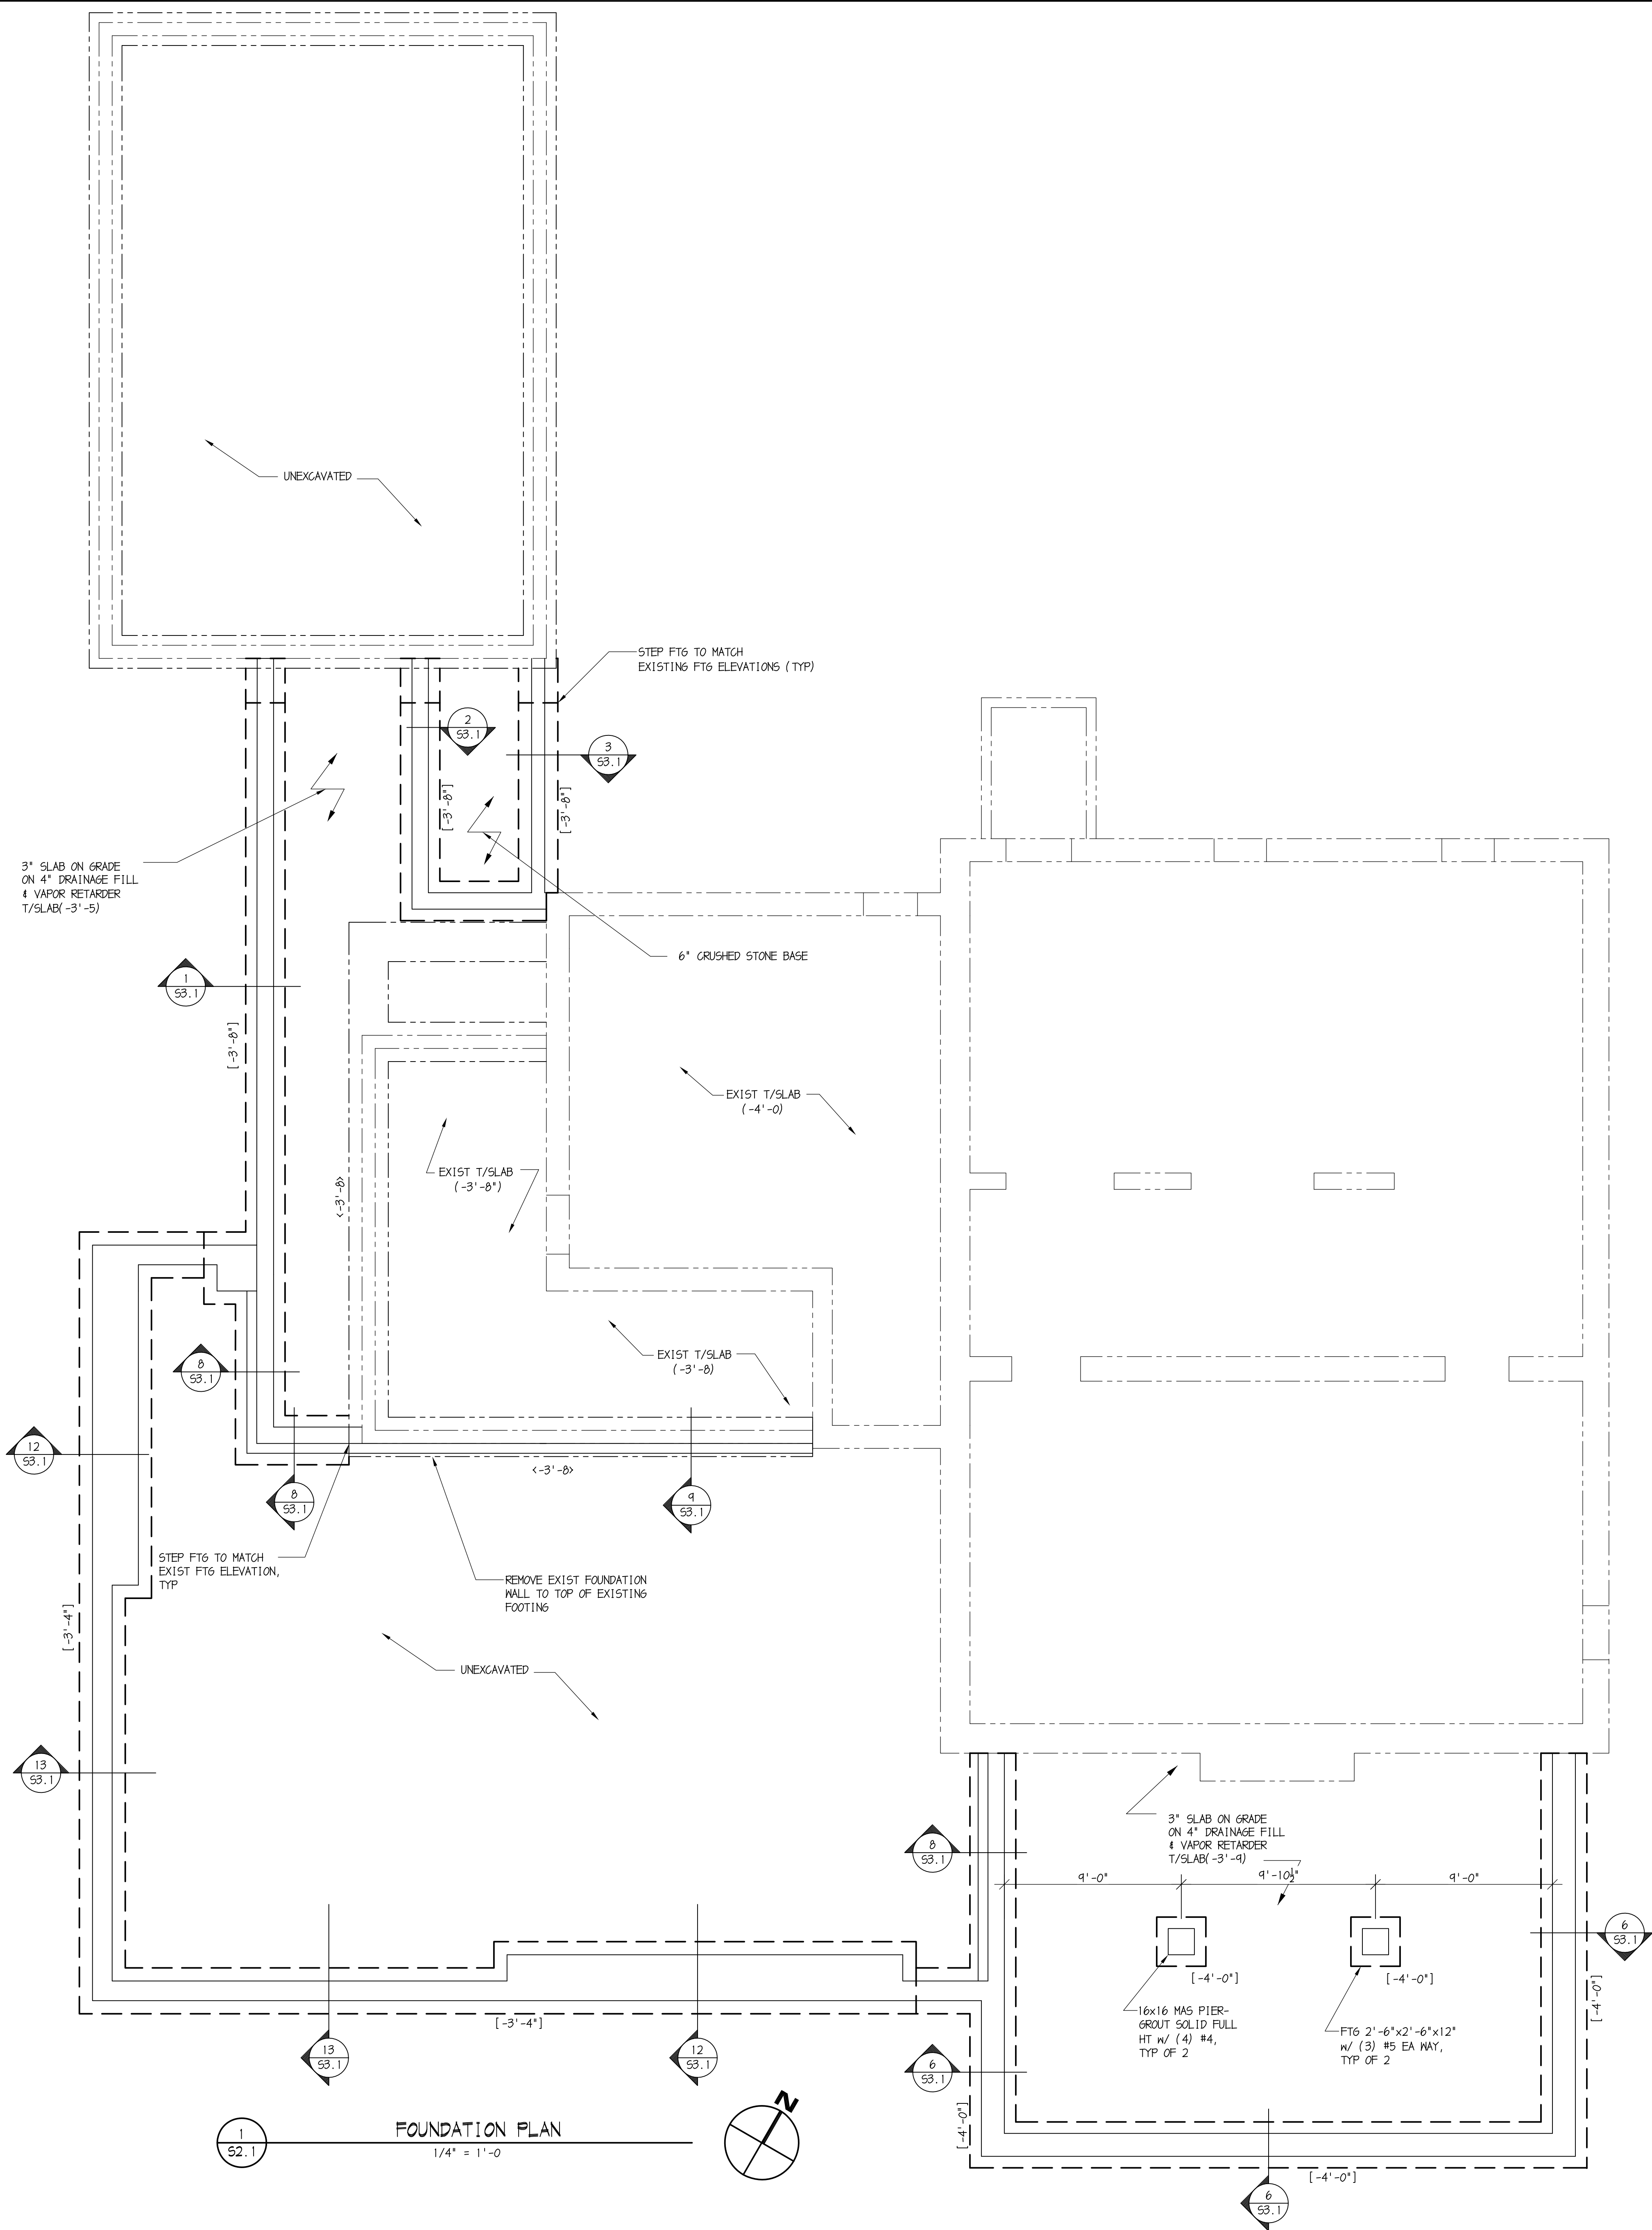 UNEXCAVATED
STEP FTG TO MATCH
EXISTING FTG ELEVATIONS (TYP)
2
S3.1
3
S3.1
[-3'-8"]
[-3'-8"]
3" SLAB ON GRADE
ON 4" DRAINAGE FILL
& VAPOR RETARDER
T/SLAB(-3'-5)
6" CRUSHED STONE BASE
1
S3.1
[-3'-8"]
EXIST T/SLAB
(-4'-0)
EXIST T/SLAB
(-3'-8")
<-3'-8>
EXIST T/SLAB
(-3'-8)
8
S3.1
12
S3.1
<-3'-8>
8
S3.1
9
S3.1
STEP FTG TO MATCH
EXIST FTG ELEVATION,
TYP
REMOVE EXIST FOUNDATION
WALL TO TOP OF EXISTING
FOOTING
[-3'-4"]
UNEXCAVATED
13
S3.1
3" SLAB ON GRADE
ON 4" DRAINAGE FILL
& VAPOR RETARDER
T/SLAB(-3'-9)
8
S3.1
9'-0"
9'-10½"
9'-0"
6
S3.1
[-4'-0"]
[-4'-0"]
[-4'-0"]
16x16 MAS PIER-
GROUT SOLID FULL
HT W/ (4) #4,
TYP OF 2
FTG 2'-6"x2'-6"x12"
W/ (3) #5 EA WAY,
TYP OF 2
[-3'-4"]
13
S3.1
12
S3.1
6
S3.1
[-4'-0"]
[-4'-0"]
6
S3.1
N
1
S2.1
FOUNDATION PLAN
1/4" = 1'-0